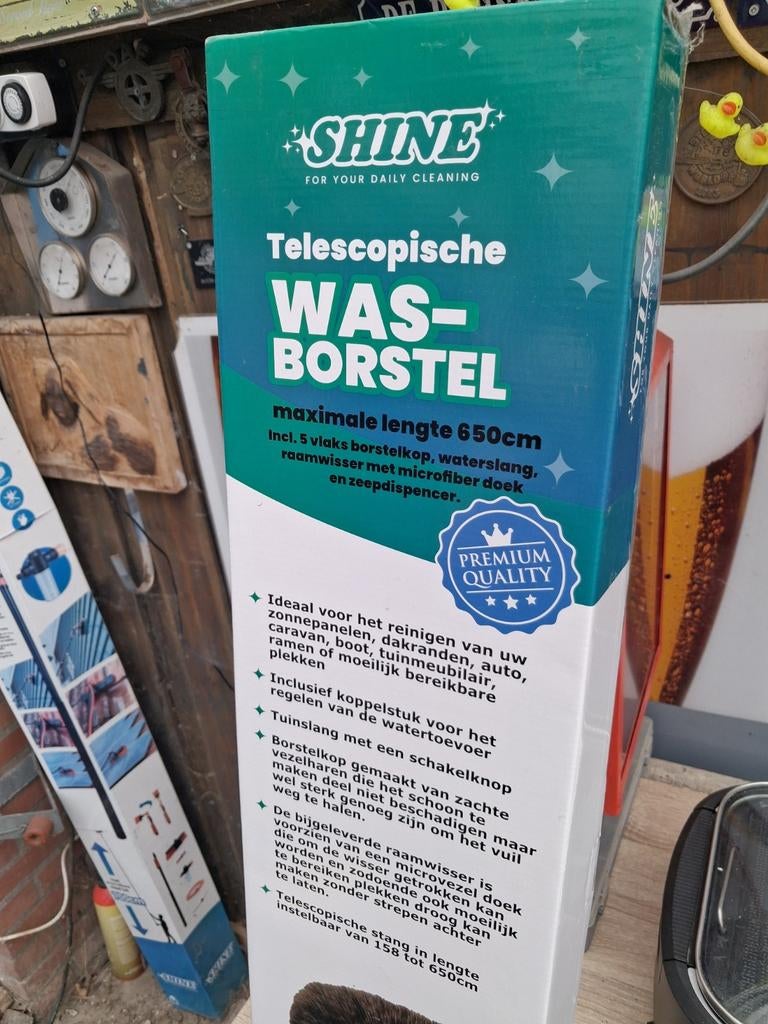 SHINE
FOR YOUR DAILY CLEANING
Telescopische
WAS-
BORSTEL
maximale lengte 650cm
Incl. 5 vlaks borstelkop, waterslang,
raamwisser met microfiber doek
en zeepdispencer.
PREMIUM
QUALITY
Ideaal voor het reinigen van uw
zonnepanelen, dakranden, auto,
caravan, boot, tuinmeubilair,
ramen of moeilijk bereikbare
plekken
Inclusief koppelstuk voor het
regelen van de watertoevoer
Tuinslang met een schakelknop
Borstelkop gemaakt van zachte
vezelharen die het schoon te
maken deel niet beschadigen maar
wel sterk genoeg zijn om het vuil
weg te halen.
De bijgeleverde raamwisser is
voorzien van een microvezel doek
die om de wisser getrokken kan
worden en zodoende ook moeilijk
te bereiken plekken droog kan
maken zonder strepen achter
te laten.
Telescopische stang in lengte
instelbaar van 158 tot 650cm
SHINE
SHINE
SHINE